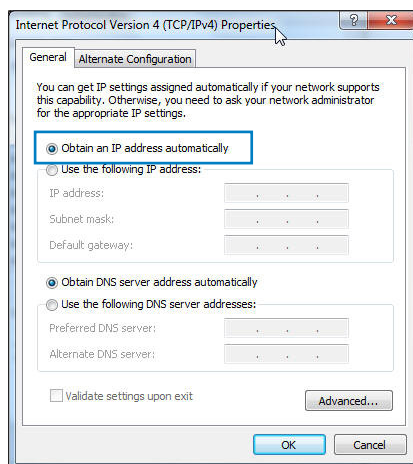 Internet Protocol Version 4 (TCP/IPv4) Properties
General
Alternate Configuration
You can get IP settings assigned automatically if your network supports
this capability. Otherwise, you need to ask your network administrator
for the appropriate IP settings.
Obtain an IP address automatically
Use the following IP address:
IP address:
Subnet mask:
Default gateway:
Obtain DNS server address automatically
Use the following DNS server addresses:
Preferred DNS server:
Alternate DNS server:
Validate settings upon exit
Advanced...
OK
Cancel